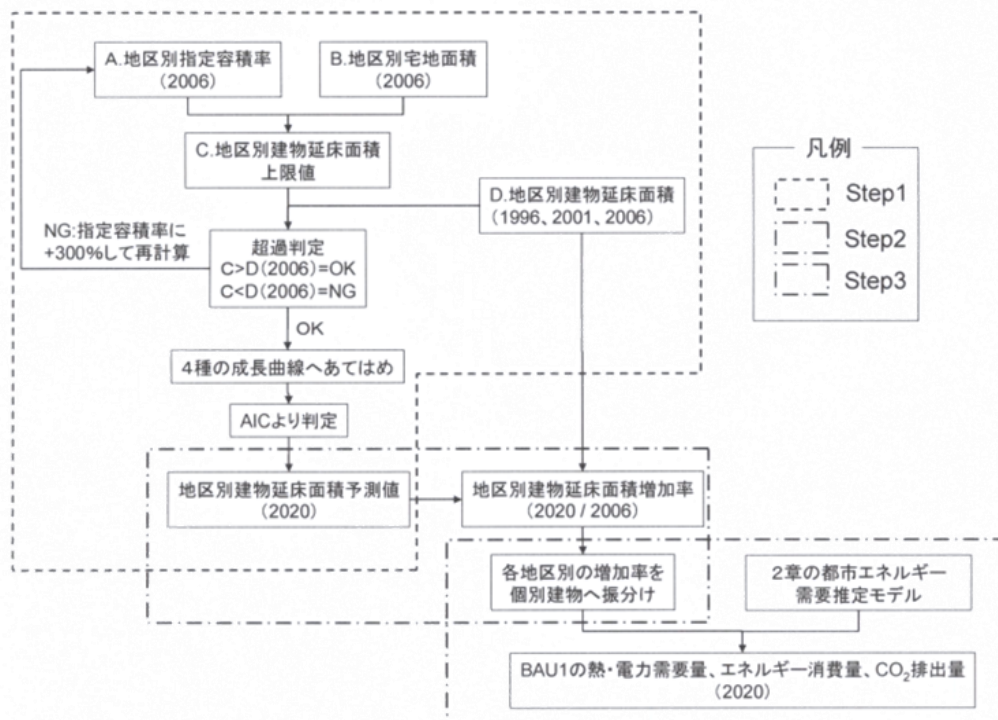 A.地区別指定容積率
(2006)
B.地区別宅地面積
(2006)
C.地区別建物延床面積
上限値
D.地区別建物延床面積
(1996、2001、2006)
NG:指定容積率に
+300%して再計算
超過判定
C>D(2006)=OK
C<D(2006)=NG
OK
4種の成長曲線へあてはめ
AICより判定
地区別建物延床面積予測値
(2020)
地区別建物延床面積増加率
(2020 / 2006)
各地区別の増加率を
個別建物へ振分け
2章の都市エネルギー
需要推定モデル
BAU1の熱・電力需要量、エネルギー消費量、CO₂排出量
(2020)
凡例
Step1
Step2
Step3